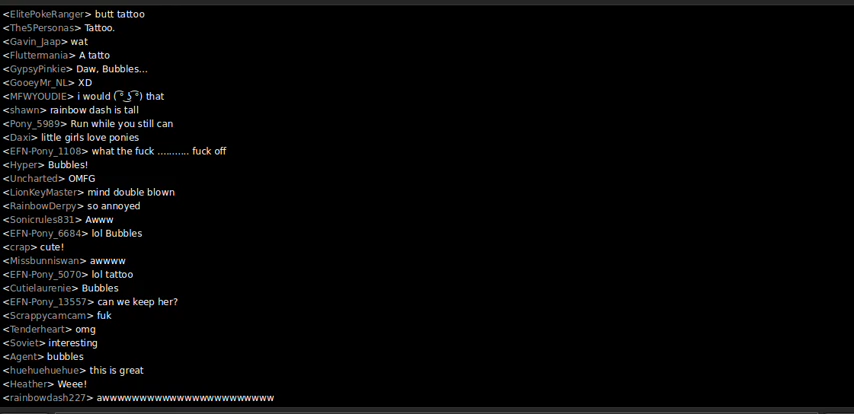 <ElitePokeRanger> butt tattoo
<The5Personas> Tattoo.
<Gavin_Jaap> wat
<Fluttermania> A tatto
<GypsyPinkie> Daw, Bubbles...
<GooeyMr_NL> XD
<MFWYOUDIE> i would ( ͡° ͜ʖ ͡°) that
<shawn> rainbow dash is tall
<Pony_5989> Run while you still can
<Daxi> little girls love ponies
<EFN-Pony_1108> what the fuck ........... fuck off
<Hyper> Bubbles!
<Uncharted> OMFG
<LionKeyMaster> mind double blown
<RainbowDerpy> so annoyed
<Sonicrules831> Awww
<EFN-Pony_6684> lol Bubbles
<crap> cute!
<Missbunniswan> awwww
<EFN-Pony_5070> lol tattoo
<Cutielaurenie> Bubbles
<EFN-Pony_13557> can we keep her?
<Scrappycamcam> fuk
<Tenderheart> omg
<Soviet> interesting
<Agent> bubbles
<huehuehuehue> this is great
<Heather> Weee!
<rainbowdash227> awwwwwwwwwwwwwwwwwwwwwwww